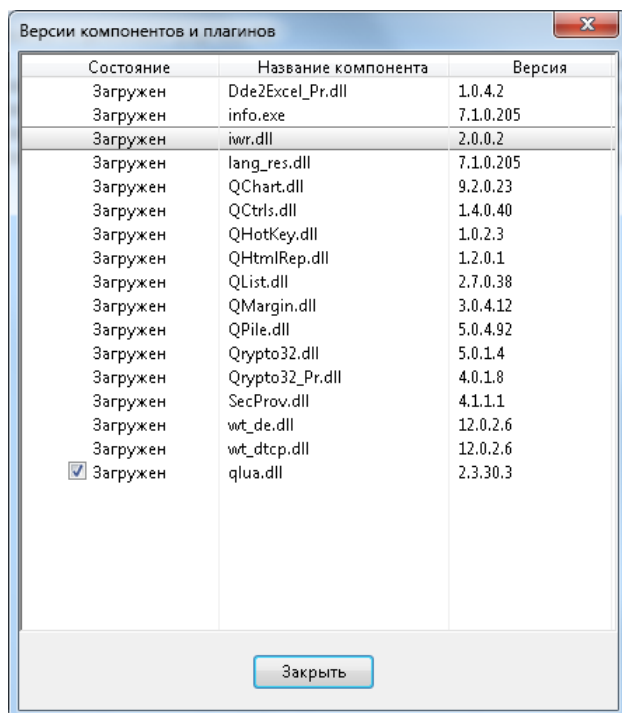 Версии компонентов и плагинов
Состояние Название компонента Версия
Загружен Dde2Excel_Pr.dll 1.0.4.2
Загружен info.exe 7.1.0.205
Загружен iwr.dll 2.0.0.2
Загружен lang_res.dll 7.1.0.205
Загружен QChart.dll 9.2.0.23
Загружен QCtrls.dll 1.4.0.40
Загружен QHotKey.dll 1.0.2.3
Загружен QHtmlRep.dll 1.2.0.1
Загружен QList.dll 2.7.0.38
Загружен QMargin.dll 3.0.4.12
Загружен QPile.dll 5.0.4.92
Загружен Qrypto32.dll 5.0.1.4
Загружен Qrypto32_Pr.dll 4.0.1.8
Загружен SecProv.dll 4.1.1.1
Загружен wt_de.dll 12.0.2.6
Загружен wt_dtcp.dll 12.0.2.6
Загружен qlua.dll 2.3.30.3
Закрыть